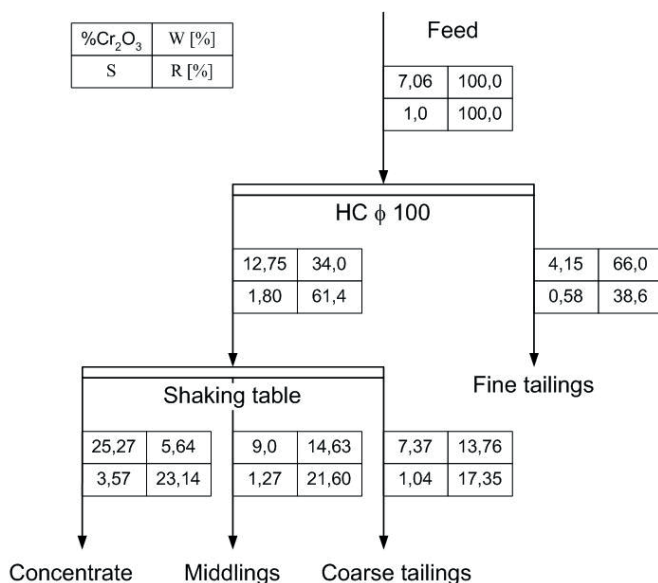 Feed
%Cr₂O₃ W [%]
S R [%]
7,06 100,0
1,0 100,0
HC ϕ 100
12,75 34,0
1,80 61,4
4,15 66,0
0,58 38,6
Fine tailings
Shaking table
25,27 5,64
3,57 23,14
9,0 14,63
1,27 21,60
7,37 13,76
1,04 17,35
Concentrate Middlings Coarse tailings